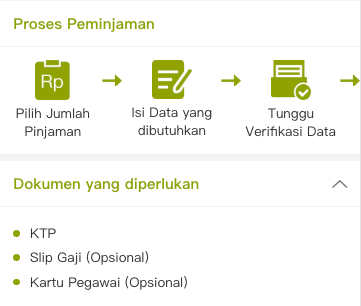 Proses Peminjaman
Rp
Pilih Jumlah
Pinjaman
Isi Data yang
dibutuhkan
Tunggu
Verifikasi Data
Dokumen yang diperlukan
KTP
Slip Gaji (Opsional)
Kartu Pegawai (Opsional)